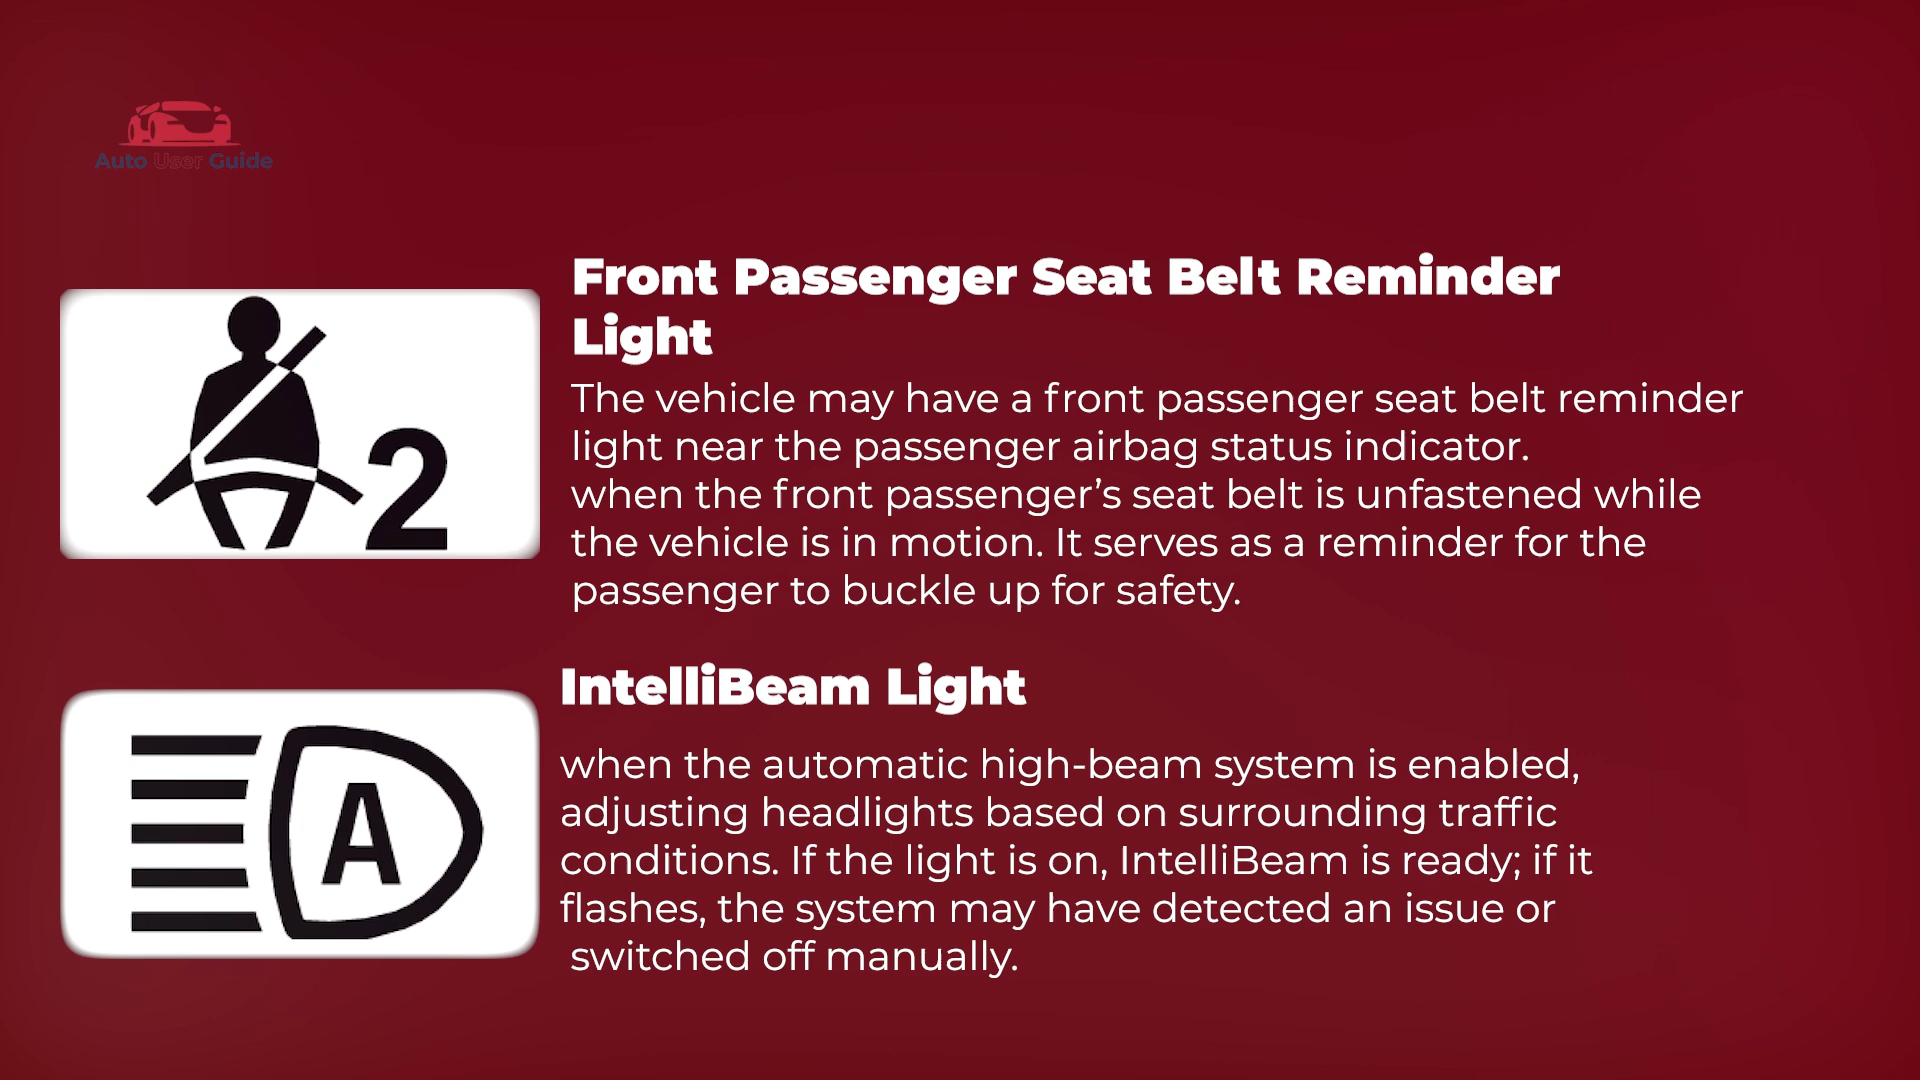 Auto User Guide
Front Passenger Seat Belt Reminder
Light
The vehicle may have a front passenger seat belt reminder
light near the passenger airbag status indicator.
when the front passenger’s seat belt is unfastened while
the vehicle is in motion. It serves as a reminder for the
passenger to buckle up for safety.
2
IntelliBeam Light
when the automatic high-beam system is enabled,
adjusting headlights based on surrounding traffic
conditions. If the light is on, IntelliBeam is ready; if it
flashes, the system may have detected an issue or
switched off manually.
A